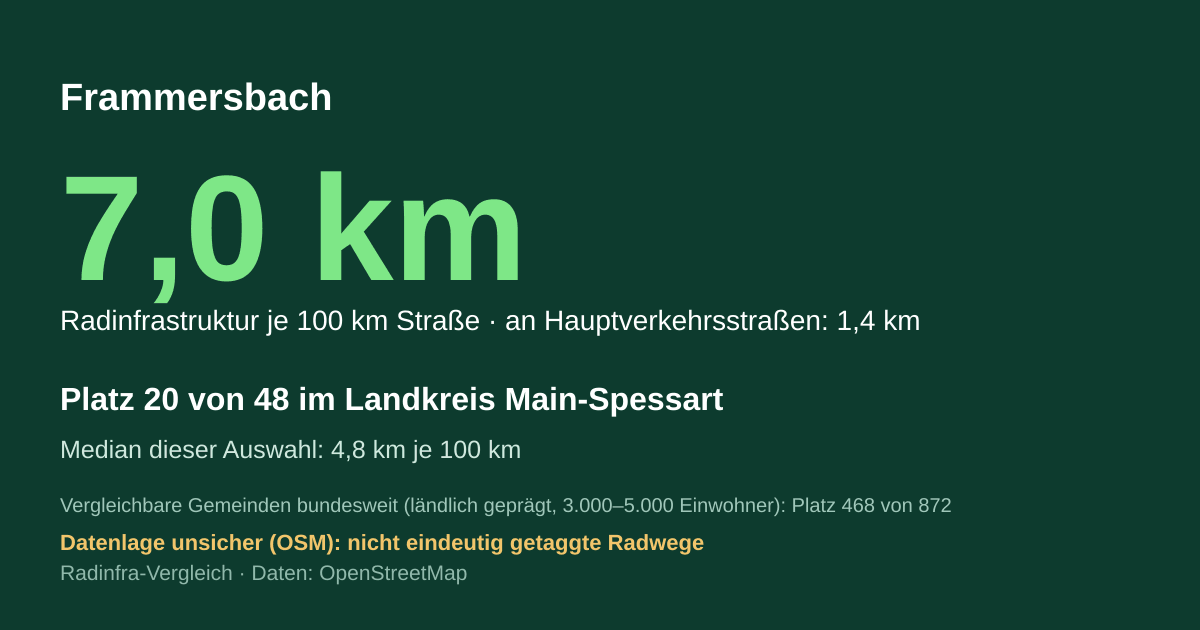 Frammersbach
7,0 km
Radinfrastruktur je 100 km Straße · an Hauptverkehrsstraßen: 1,4 km
Platz 20 von 48 im Landkreis Main-Spessart
Median dieser Auswahl: 4,8 km je 100 km
Vergleichbare Gemeinden bundesweit (ländlich geprägt, 3.000–5.000 Einwohner): Platz 468 von 872
Datenlage unsicher (OSM): nicht eindeutig getaggte Radwege
Radinfra-Vergleich · Daten: OpenStreetMap